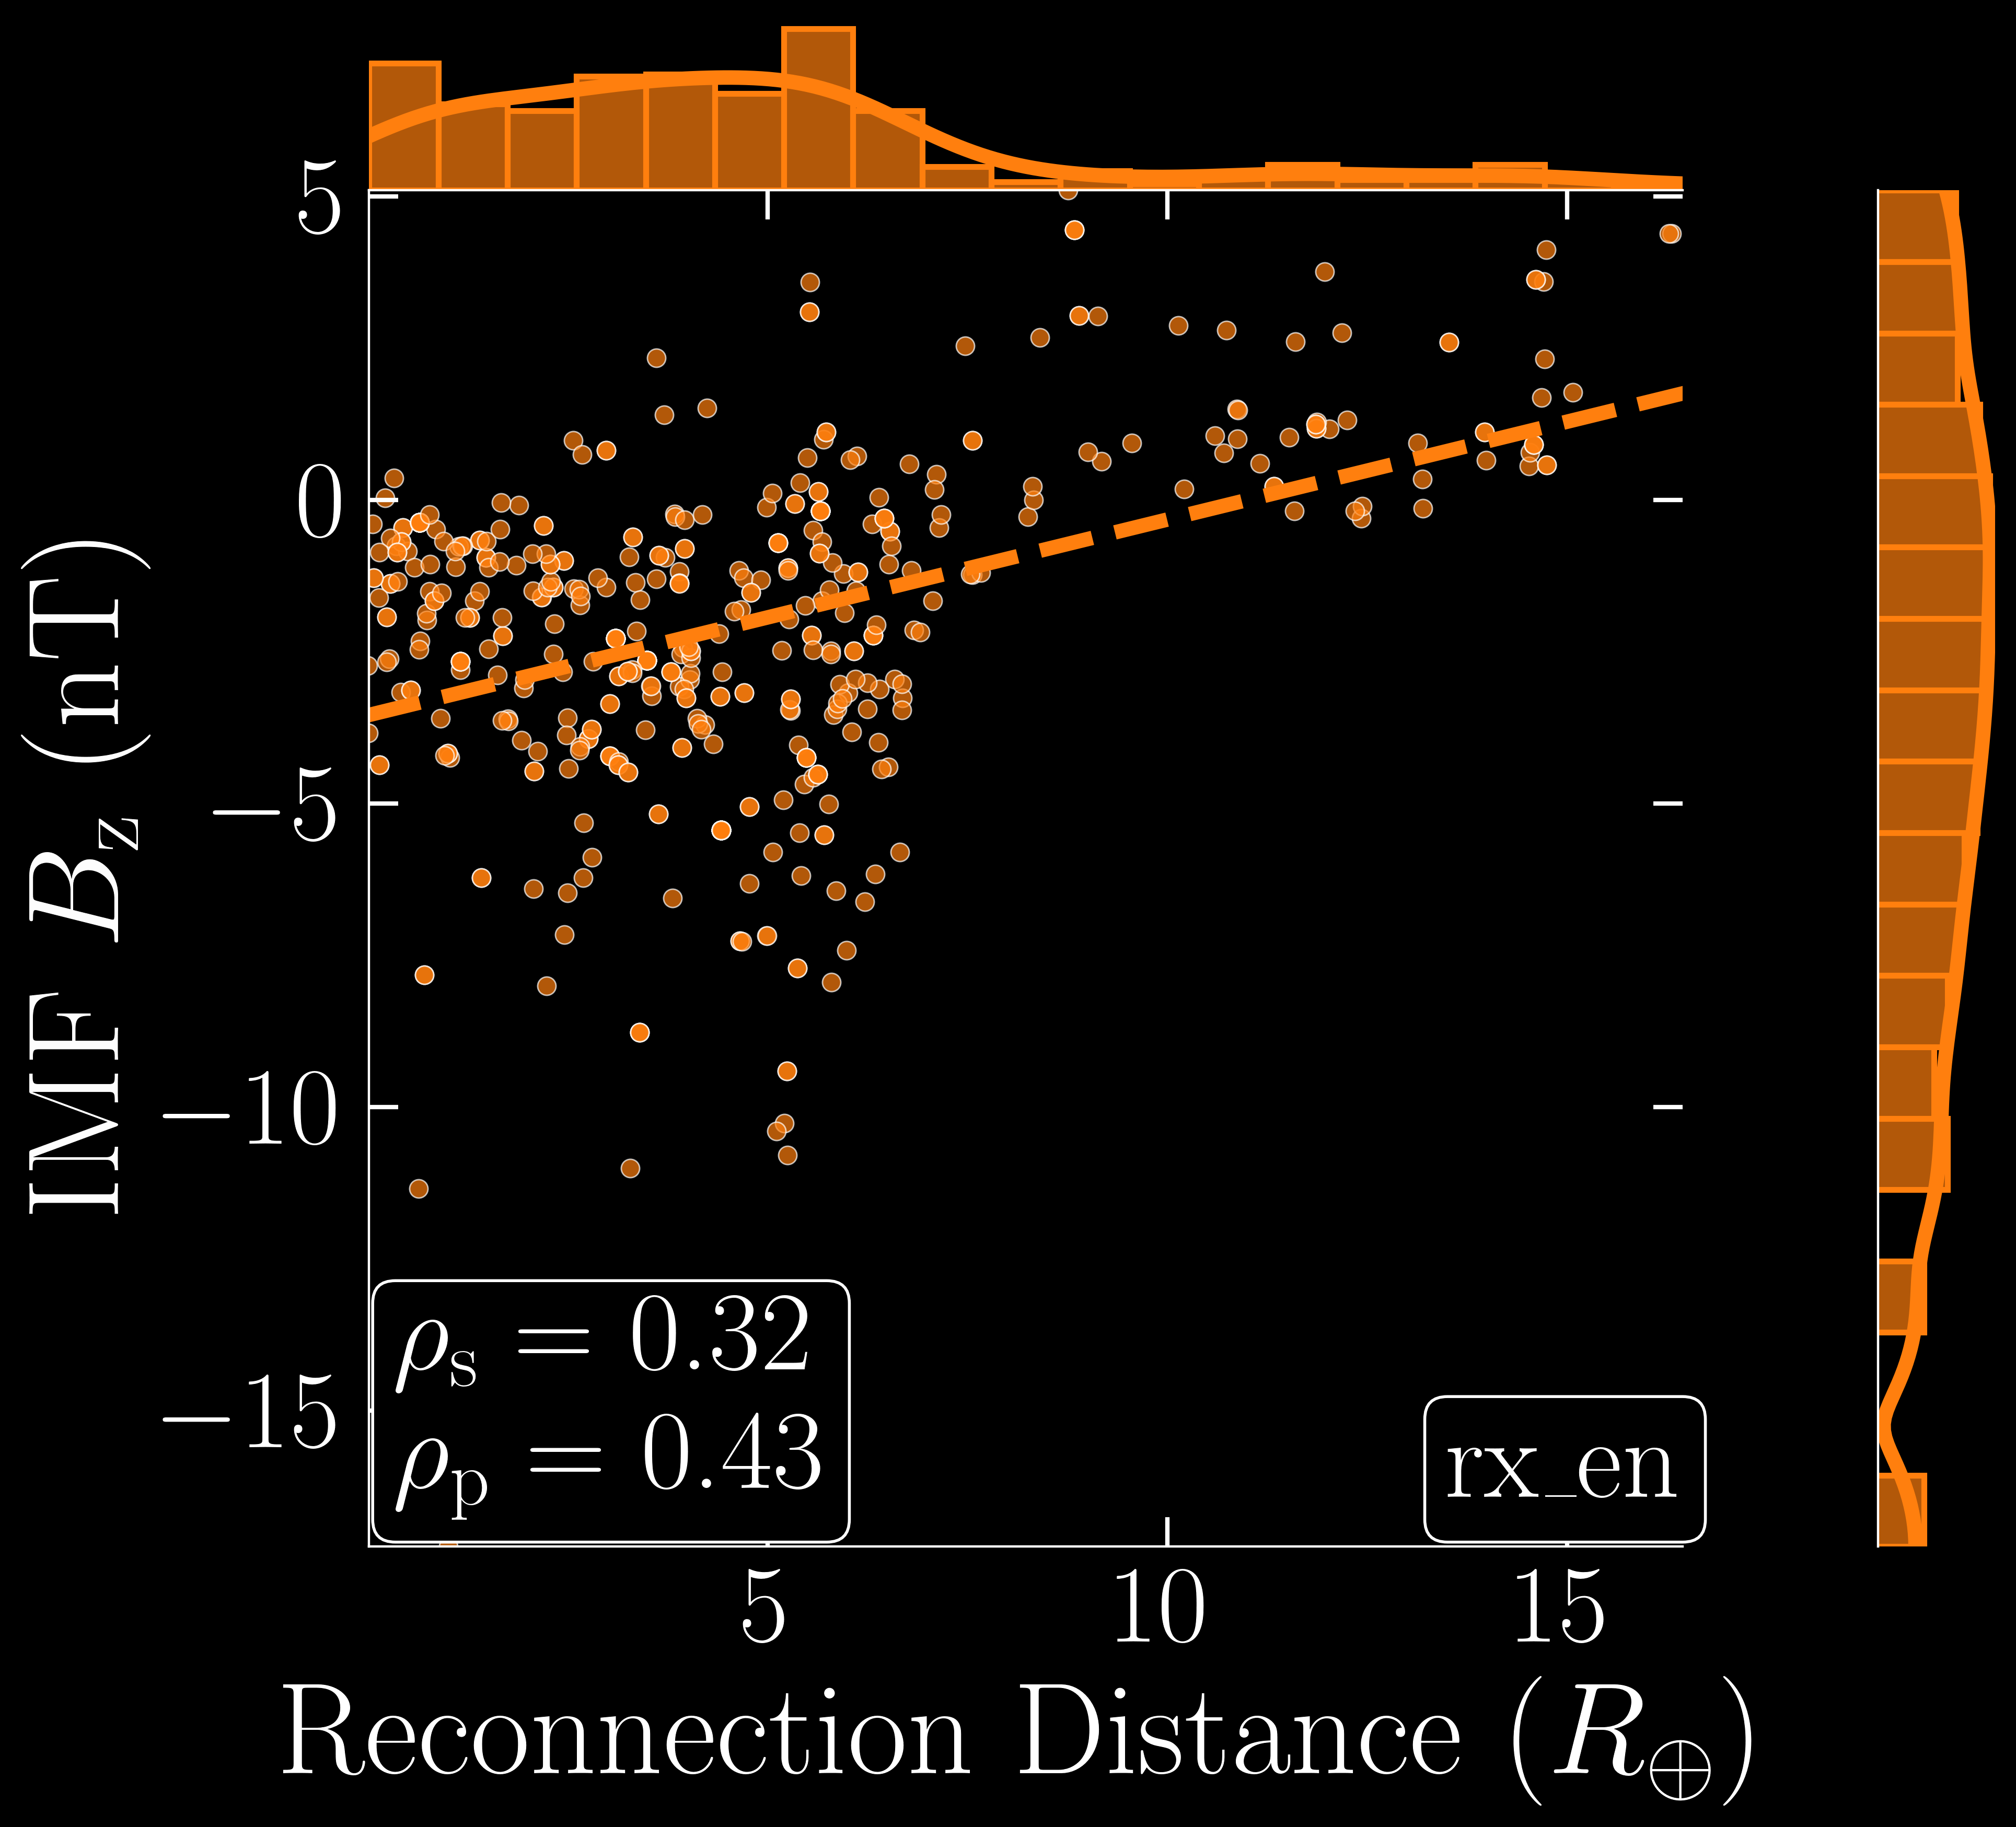 5
0
−5
−10
−15
IMF B_z (nT)
ρ_s = 0.32
ρ_p = 0.43
rx_en
5 10 15
Reconnection Distance (R_⊕)